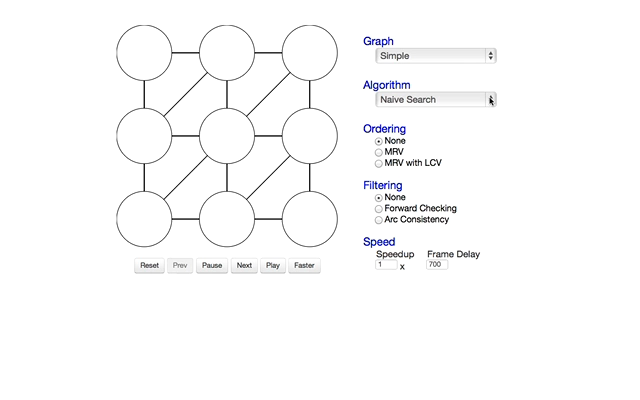 Graph
Simple
Algorithm
Naive Search
Ordering
None
MRV
MRV with LCV
Filtering
None
Forward Checking
Arc Consistency
Speed
Speedup Frame Delay
1 x 700
Reset Prev Pause Next Play Faster